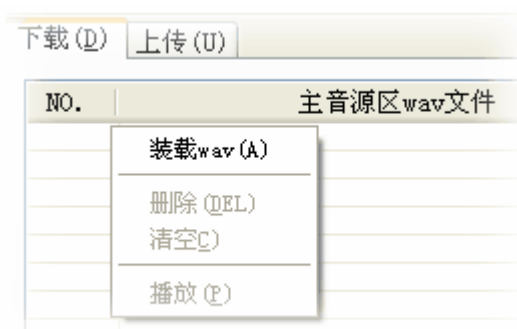 下载(D) 上传(U)
NO. 主音源区wav文件
装载wav(A)
删除(DEL)
清空C)
播放(P)